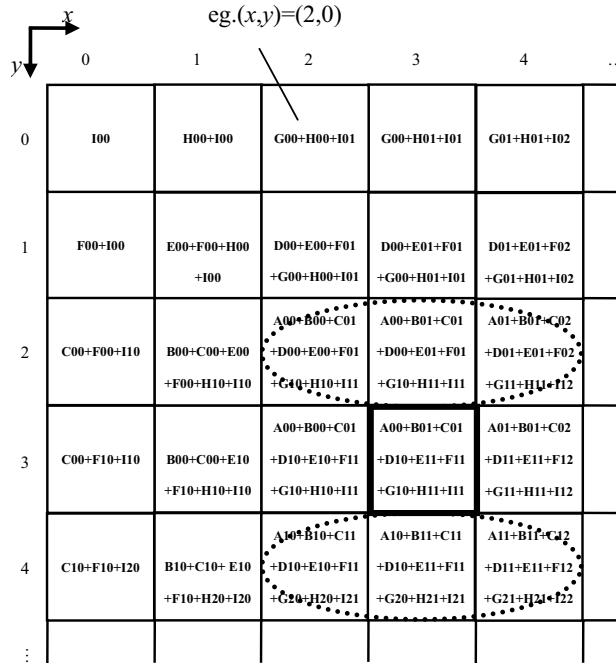 eg.(x,y)=(2,0)
x
y
0 1 2 3 4 ..
0
I00
H00+I00
G00+H00+I01
G00+H01+I01
G01+H01+I02
1
F00+I00
E00+F00+H00
+I00
D00+E00+F01
+G00+H00+I01
D00+E01+F01
+G00+H01+I01
D01+E01+F02
+G01+H01+I02
2
C00+F00+I10
B00+C00+E00
+F00+H10+I10
A00+B00+C01
+D00+E00+F01
+G10+H10+I11
A00+B01+C01
+D00+E01+F01
+G10+H11+I11
A01+B01+C02
+D01+E01+F02
+G11+H11+I12
3
C00+F10+I10
B00+C00+E10
+F10+H10+I10
A00+B00+C01
+D10+E10+F11
+G10+H10+I11
A00+B01+C01
+D10+E11+F11
+G10+H11+I11
A01+B01+C02
+D11+E11+F12
+G11+H11+I12
4
C10+F10+I20
B10+C10+ E10
+F10+H20+I20
A10+B10+C11
+D10+E10+F11
+G20+H20+I21
A10+B11+C11
+D10+E11+F11
+G20+H21+I21
A11+B11+C12
+D11+E11+F12
+G21+H21+I22
⋮